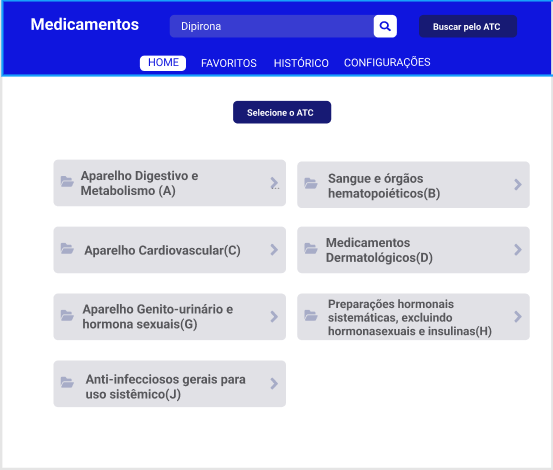 Medicamentos
Dipirona
Buscar pelo ATC
HOME
FAVORITOS
HISTÓRICO
CONFIGURAÇÕES
Selecione o ATC
Aparelho Digestivo e
Metabolismo (A)
...
Sangue e órgãos
hematopoiéticos(B)
Aparelho Cardiovascular(C)
Medicamentos
Dermatológicos(D)
Aparelho Genito-urinário e
hormona sexuais(G)
Preparações hormonais
sistemáticas, excluindo
hormonasexuais e insulinas(H)
Anti-infecciosos gerais para
uso sistêmico(J)